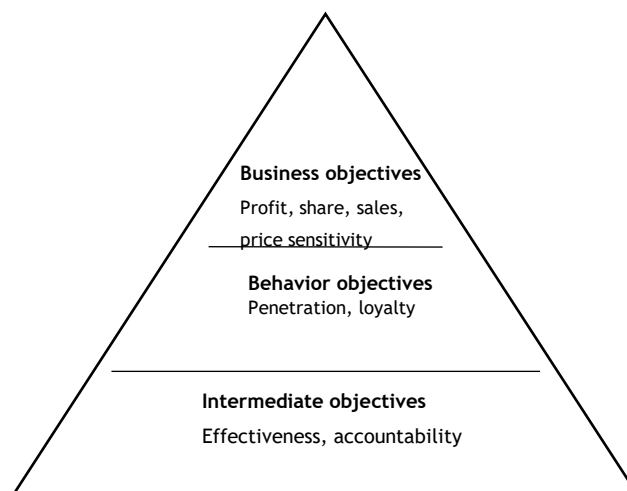 Business objectives
Profit, share, sales,
price sensitivity
Behavior objectives
Penetration, loyalty
Intermediate objectives
Effectiveness, accountability